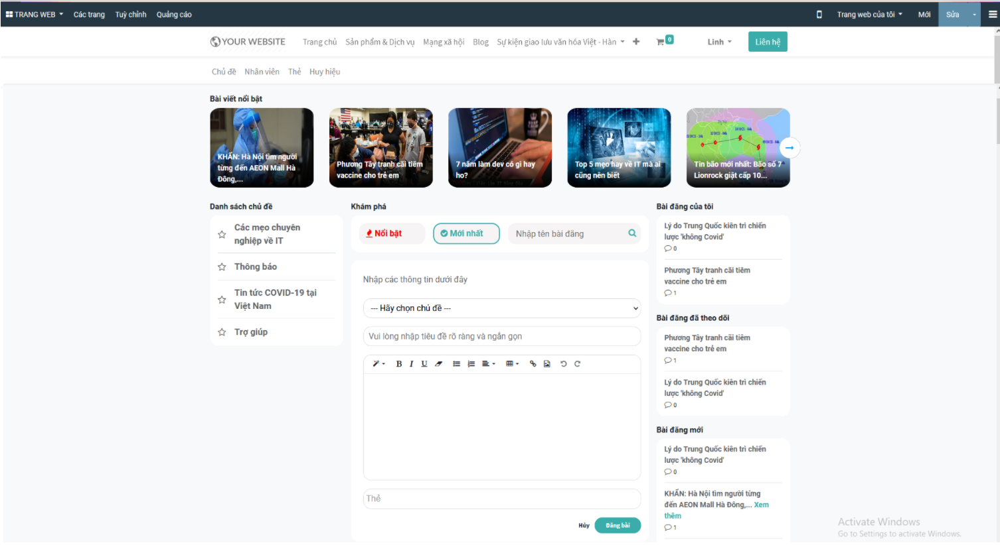 TRANG WEB Các trang Tuỳ chỉnh Quảng cáo Trang web của tôi Mới Sửa
YOUR WEBSITE Trang chủ Sản phẩm & Dịch vụ Mạng xã hội Blog Sự kiện giao lưu văn hóa Việt - Hàn 0 Linh Liên hệ
Chủ đề Nhân viên Thẻ Huy hiệu
Bài viết nổi bật
KHẨN: Hà Nội tìm người
từng đến AEON Mall Hà
Đông,...
Phương Tây tranh cãi tiêm
vaccine cho trẻ em
7 năm làm dev có gì hay
ho?
Top 5 mẹo hay về IT mà ai
cũng nên biết
Tin bão mới nhất: Bão số 7
Lionrock giật cấp 10...
Danh sách chủ đề
Các mẹo chuyên
nghiệp về IT
Thông báo
Tin tức COVID-19 tại
Việt Nam
Trợ giúp
Khám phá
Nổi bật Mới nhất Nhập tên bài đăng
Nhập các thông tin dưới đây
--- Hãy chọn chủ đề ---
Vui lòng nhập tiêu đề rõ ràng và ngắn gọn
B I U
Thẻ
Hủy Đăng bài
Bài đăng của tôi
Lý do Trung Quốc kiên trì chiến
lược 'không Covid'
0
Phương Tây tranh cãi tiêm
vaccine cho trẻ em
1
Bài đăng đã theo dõi
Phương Tây tranh cãi tiêm
vaccine cho trẻ em
1
Lý do Trung Quốc kiên trì chiến
lược 'không Covid'
0
Bài đăng mới
Lý do Trung Quốc kiên trì chiến
lược 'không Covid'
0
KHẨN: Hà Nội tìm người từng
đến AEON Mall Hà Đông,... Xem
thêm
1
Activate Windows
Go to Settings to activate Windows.